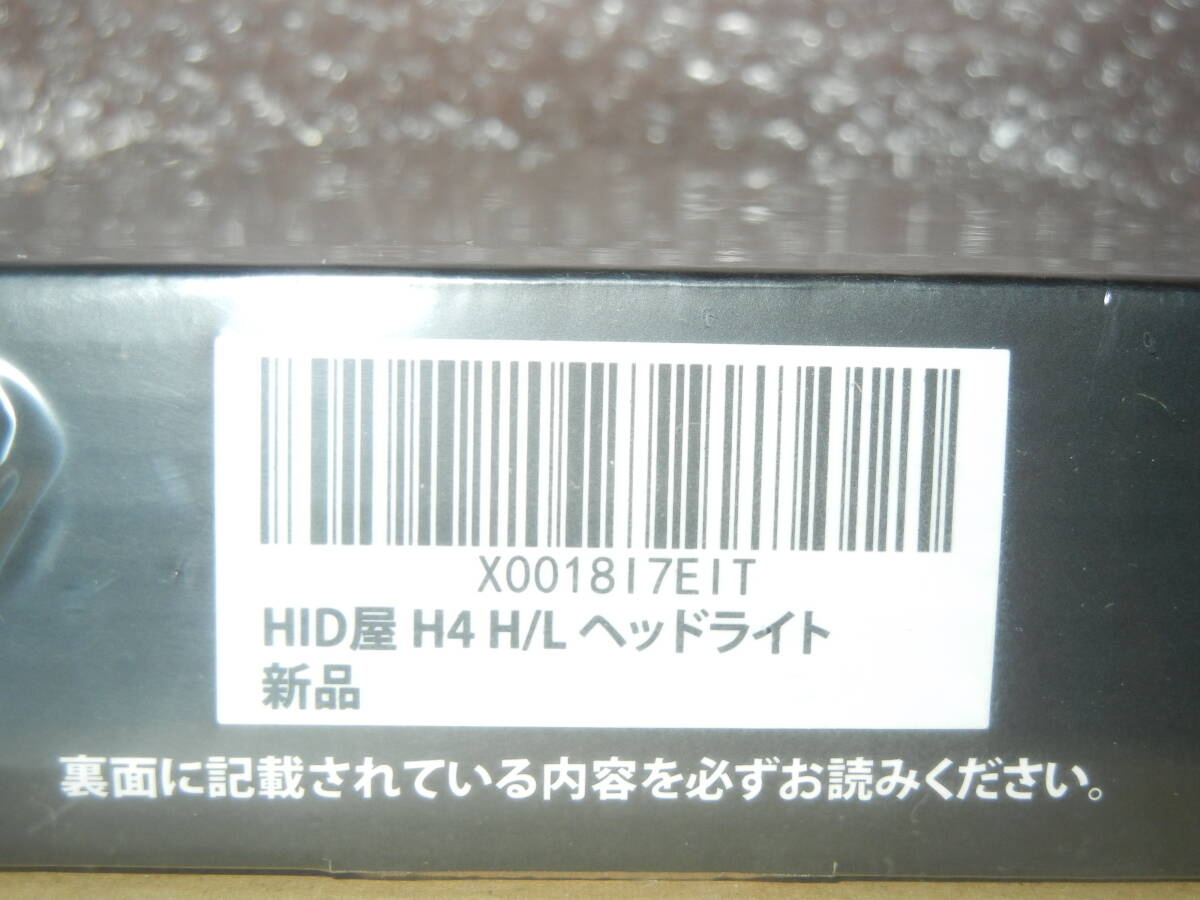 X001817E1T
HID屋 H4 H/L ヘッドライト
新品
裏面に記載されている内容を必ずお読みください。